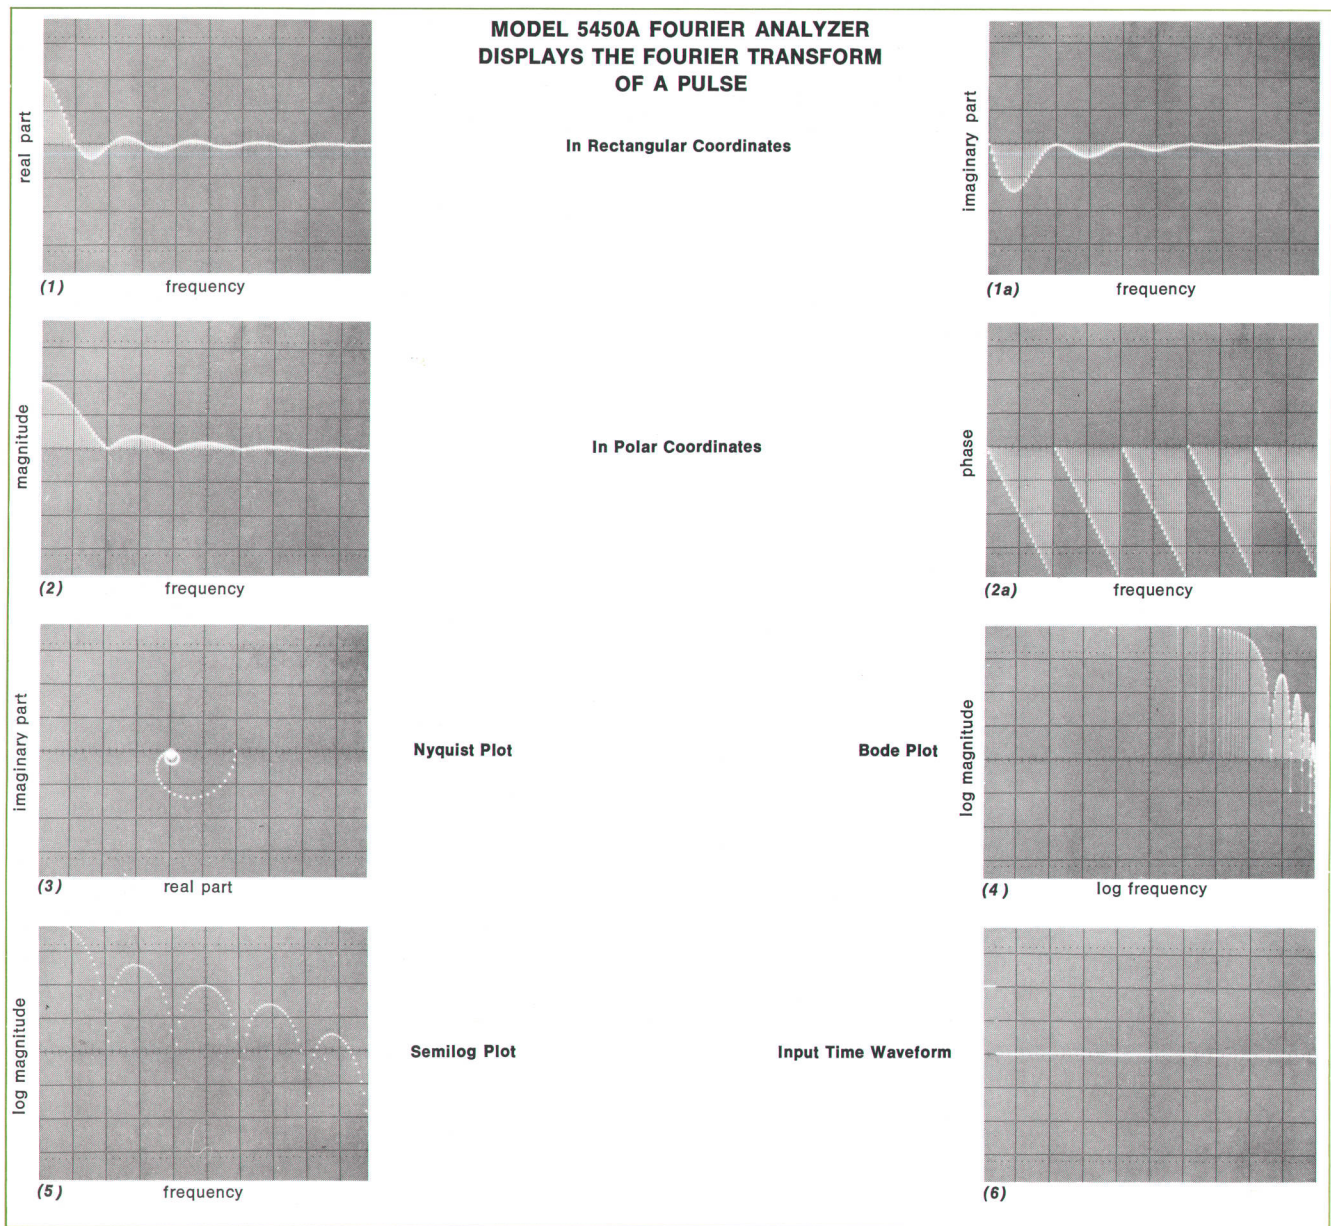 MODEL 5450A FOURIER ANALYZER
DISPLAYS THE FOURIER TRANSFORM
OF A PULSE
real part
In Rectangular Coordinates
imaginary part
(1) frequency
(1a) frequency
magnitude
In Polar Coordinates
phase
(2) frequency
(2a) frequency
imaginary part
Nyquist Plot
Bode Plot
log magnitude
(3) real part
(4) log frequency
log magnitude
Semilog Plot
Input Time Waveform
(5) frequency
(6)